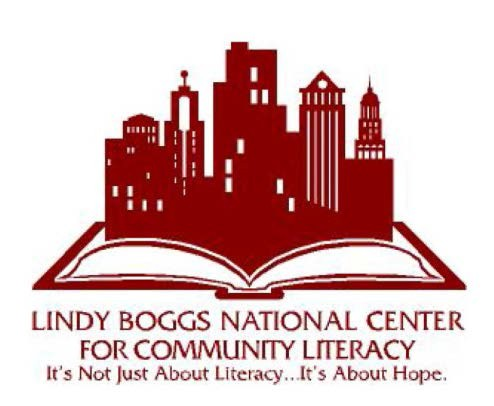 LINDY BOGGS NATIONAL CENTER
FOR COMMUNITY LITERACY
It's Not Just About Literacy...It's About Hope.